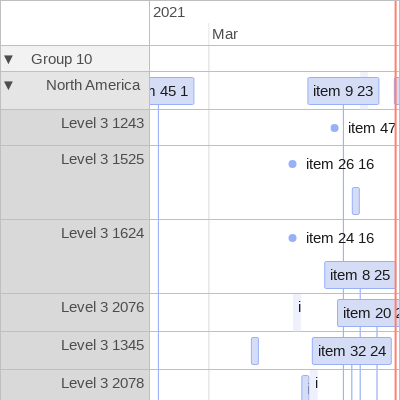 2021
Mar
▼ Group 10
▼ North America
45 1
item 9 23
Level 3 1243
item 47
Level 3 1525
item 26 16
Level 3 1624
item 24 16
item 8 25
Level 3 2076
i
item 20
Level 3 1345
item 32 24
Level 3 2078
i